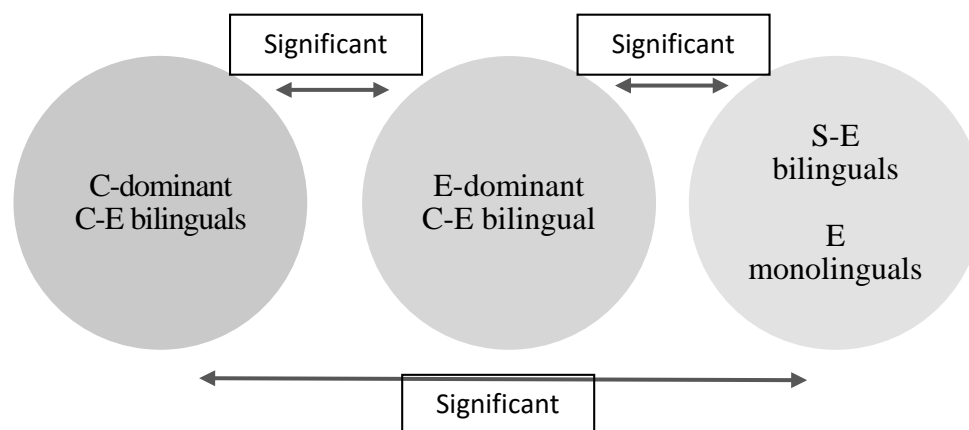 Significant
Significant
C-dominant
C-E bilinguals
E-dominant
C-E bilingual
S-E
bilinguals
E
monolinguals
Significant